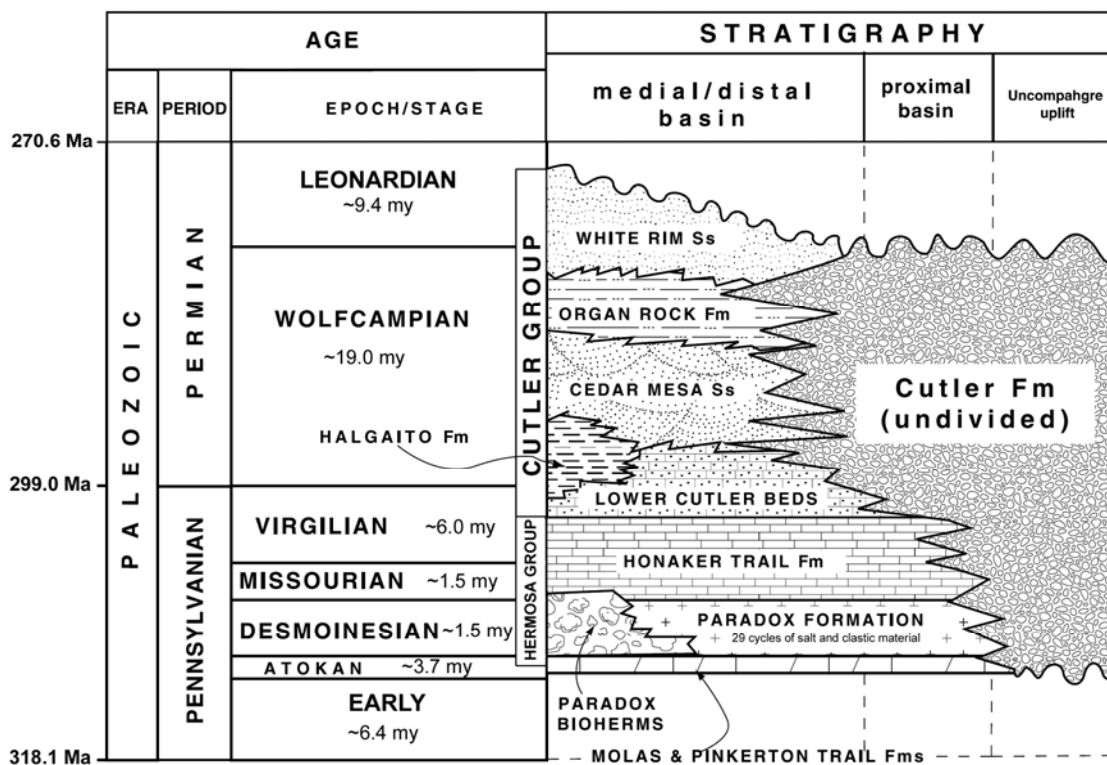 AGE
STRATIGRAPHY
ERA
PERIOD
EPOCH/STAGE
medial/distal
basin
proximal
basin
Uncompahgre
uplift
270.6 Ma
299.0 Ma
318.1 Ma
PALEOZOIC
PERMIAN
PENNSYLVANIAN
LEONARDIAN
~9.4 my
WOLFCAMPIAN
~19.0 my
HALGAITO Fm
VIRGILIAN ~6.0 my
MISSOURIAN ~1.5 my
DESMOINESIAN ~1.5 my
ATOKAN ~3.7 my
EARLY
~6.4 my
CUTLER GROUP
HERMOSA GROUP
WHITE RIM Ss
ORGAN ROCK Fm
CEDAR MESA Ss
LOWER CUTLER BEDS
HONAKER TRAIL Fm
PARADOX FORMATION
29 cycles of salt and clastic material
Cutler Fm
(undivided)
PARADOX
BIOHERMS
MOLAS & PINKERTON TRAIL Fms